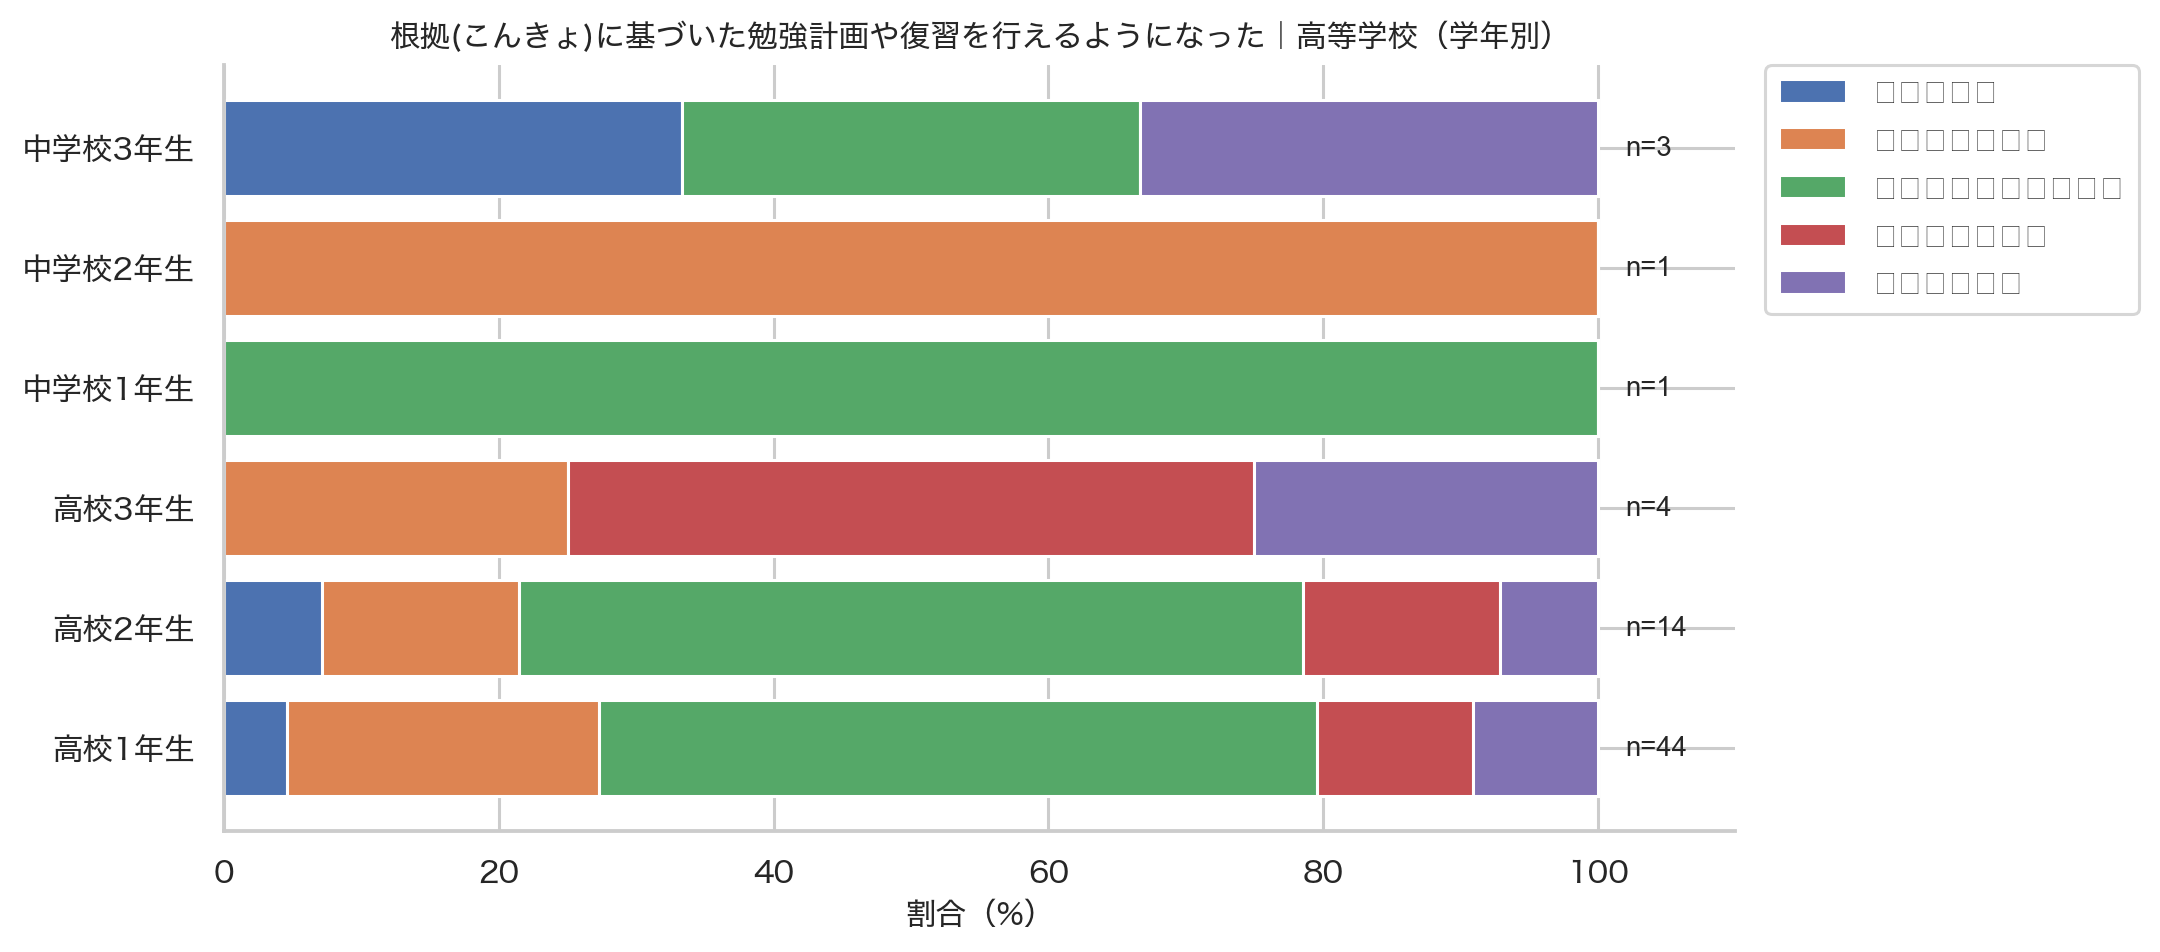 根拠(こんきょ)に基づいた勉強計画や復習を行えるようになった｜高等学校（学年別）
中学校3年生
n=3
中学校2年生
n=1
中学校1年生
n=1
高校3年生
n=4
高校2年生
n=14
高校1年生
n=44
0 20 40 60 80 100
割合（%）